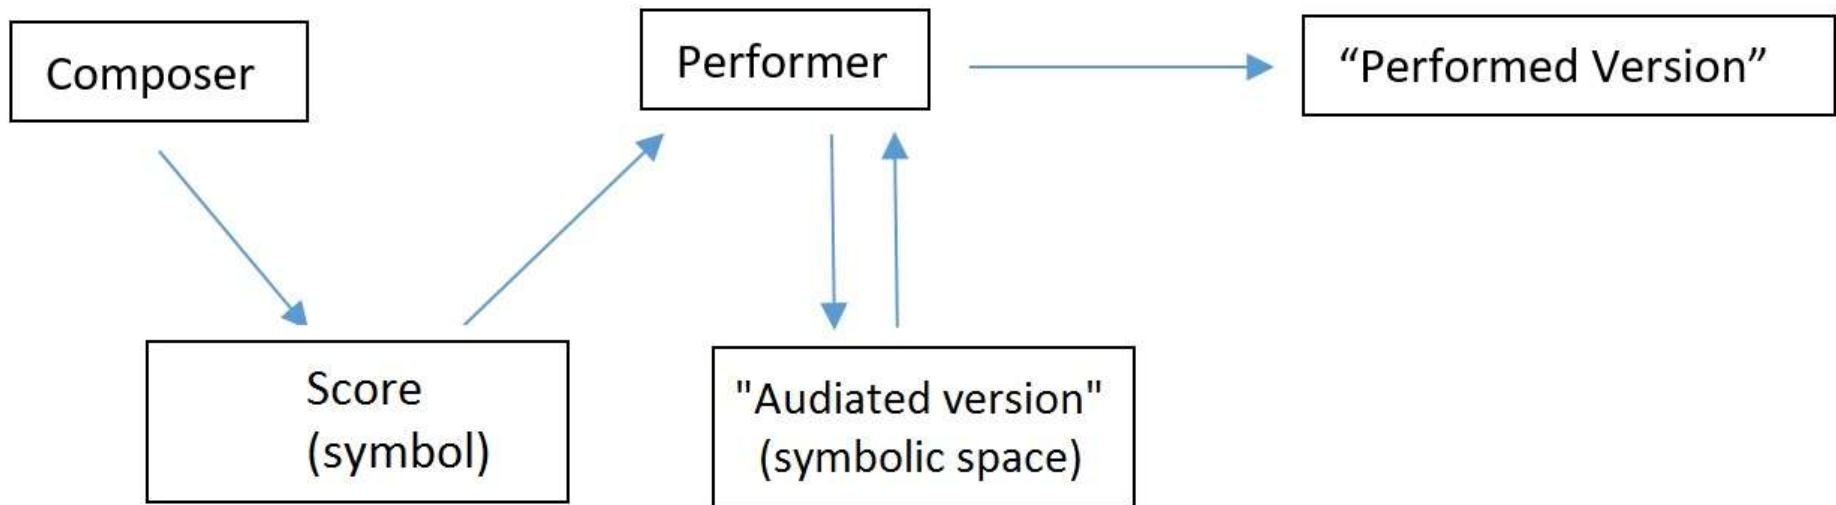 Composer
Performer
“Performed Version”
Score
(symbol)
"Audiated version"
(symbolic space)